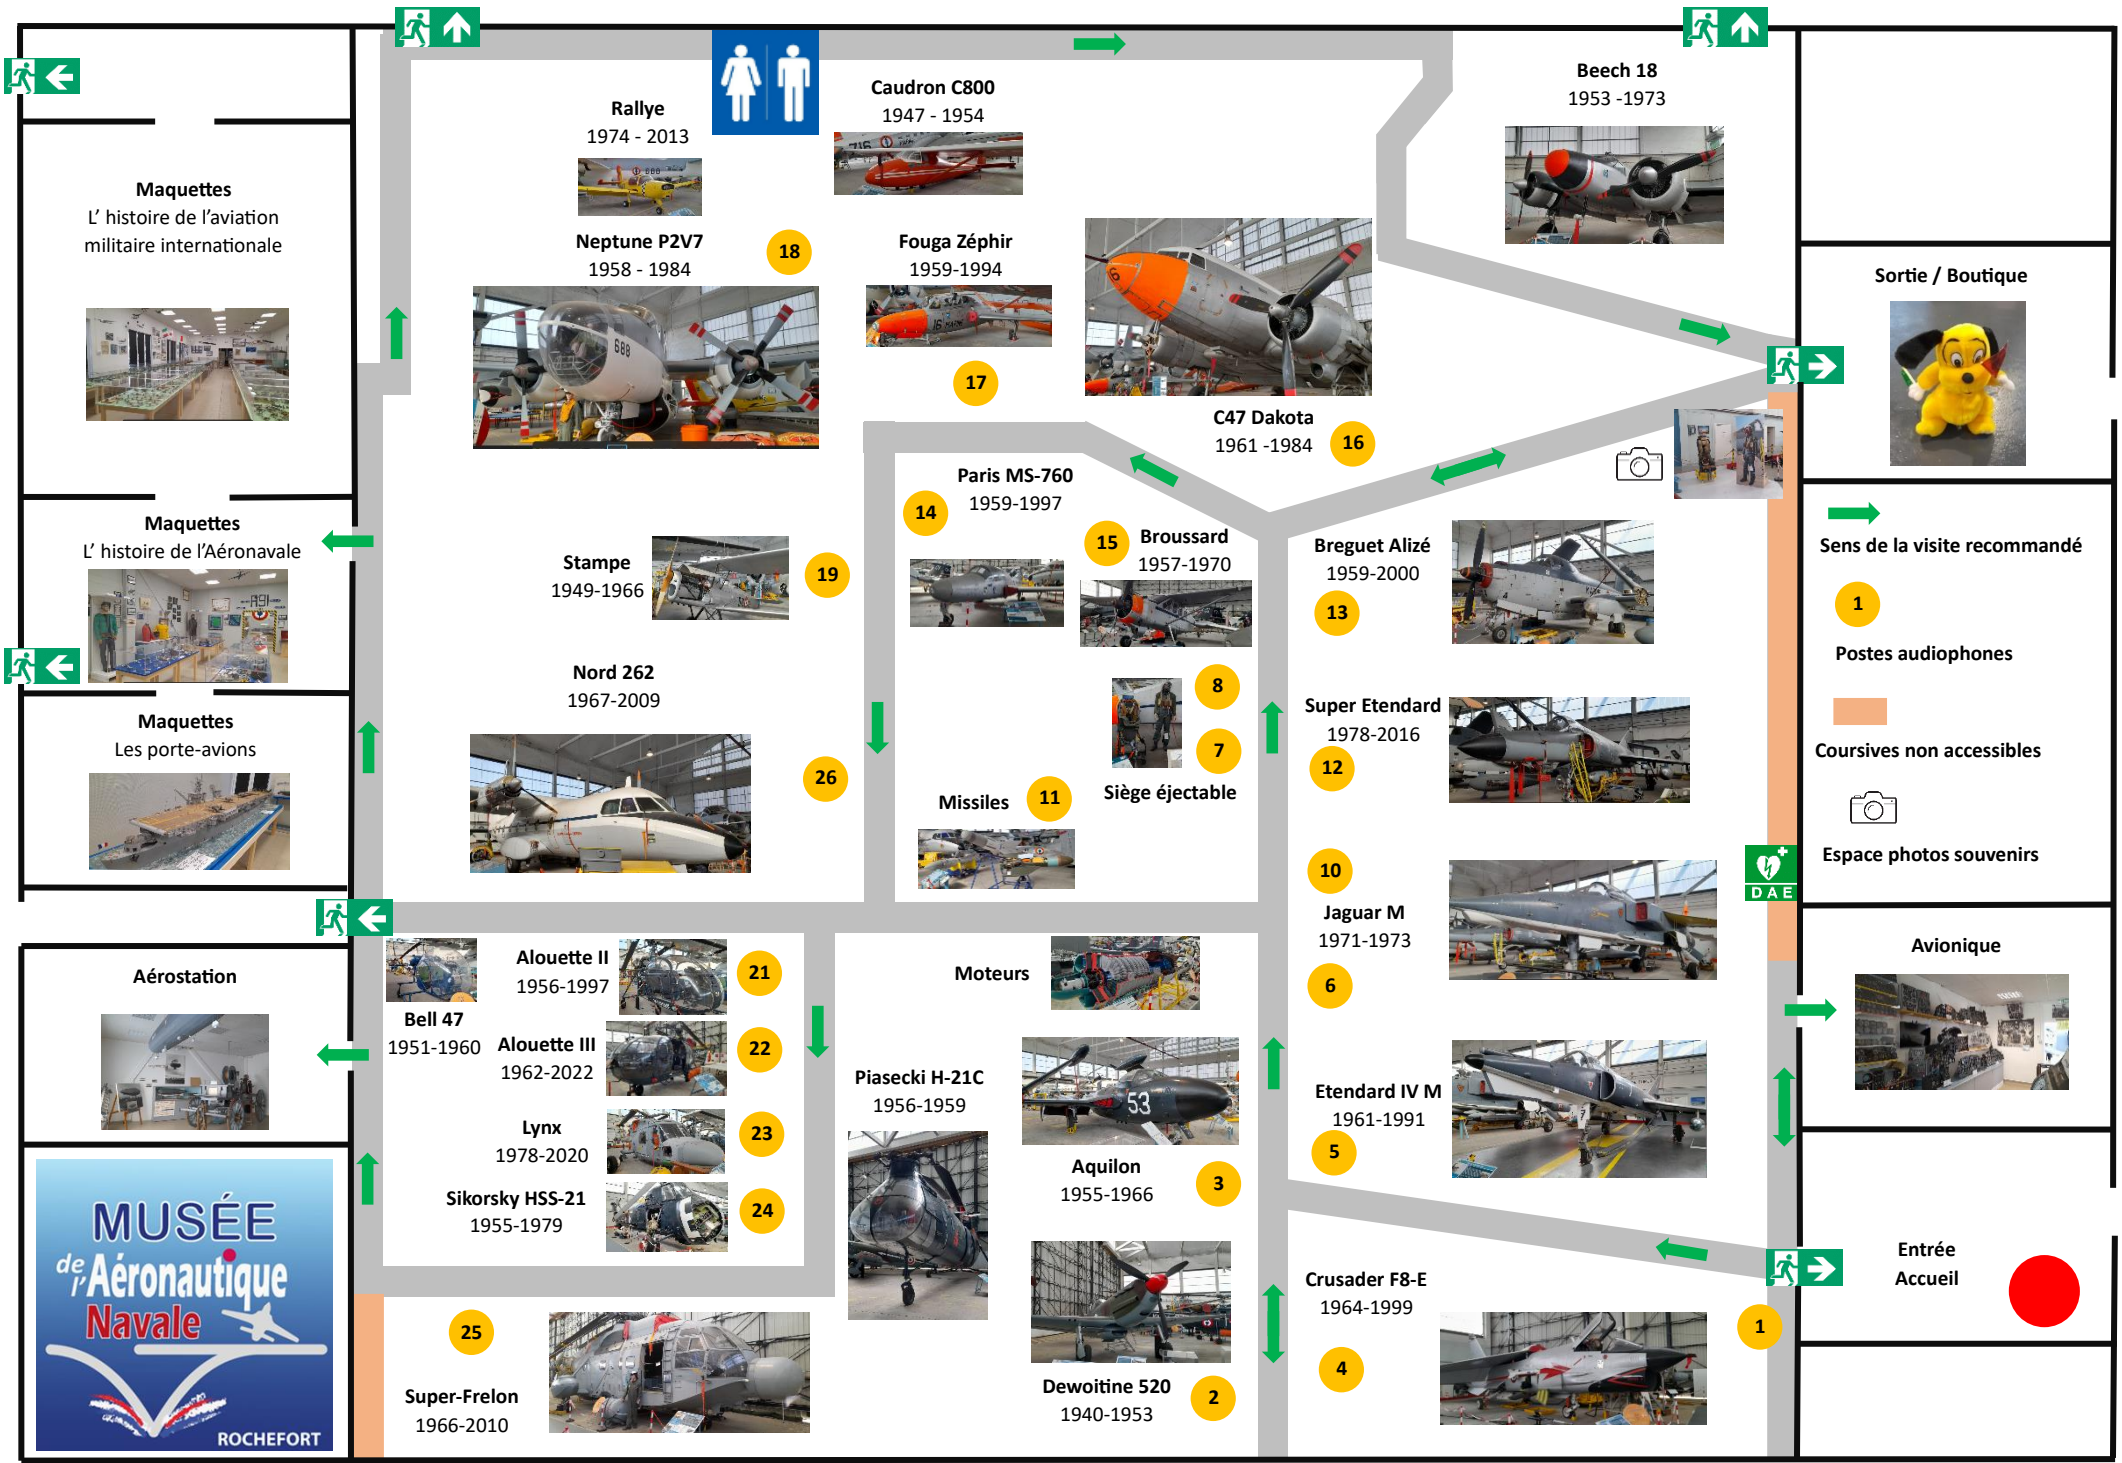 Maquettes
L’ histoire de l’aviation
militaire internationale
Maquettes
L’ histoire de l’Aéronavale
Maquettes
Les porte-avions
Aérostation
MUSÉE
de
l'Aéronautique
Navale
ROCHEFORT
Rallye
1974 - 2013
Caudron C800
1947 - 1954
Beech 18
1953 -1973
Neptune P2V7
1958 - 1984
18
688
Fouga Zéphir
1959-1994
16
17
C47 Dakota
1961 -1984
16
Paris MS-760
1959-1997
14
15
Broussard
1957-1970
Stampe
1949-1966
19
Breguet Alizé
1959-2000
13
Nord 262
1967-2009
26
8
7
Siège éjectable
Missiles
11
Super Etendard
1978-2016
12
10
Jaguar M
1971-1973
6
DAE
Bell 47
1951-1960
Alouette II
1956-1997
21
Alouette III
1962-2022
22
Lynx
1978-2020
23
Sikorsky HSS-21
1955-1979
24
Moteurs
Piasecki H-21C
1956-1959
53
Aquilon
1955-1966
3
Etendard IV M
1961-1991
5
25
Super-Frelon
1966-2010
Dewoitine 520
1940-1953
2
Crusader F8-E
1964-1999
4
1
Sortie / Boutique
Sens de la visite recommandé
1
Postes audiophones
Coursives non accessibles
Espace photos souvenirs
Avionique
Entrée
Accueil